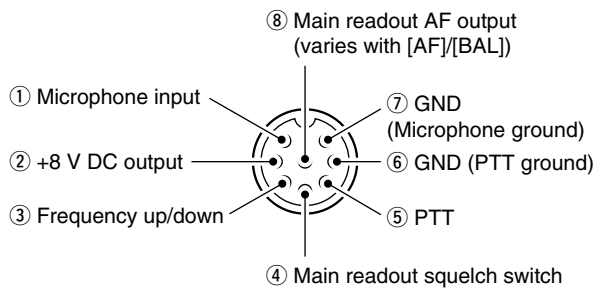 ⑧ Main readout AF output
(varies with [AF]/[BAL])
① Microphone input
⑦ GND
(Microphone ground)
② +8 V DC output
⑥ GND (PTT ground)
③ Frequency up/down
⑤ PTT
④ Main readout squelch switch